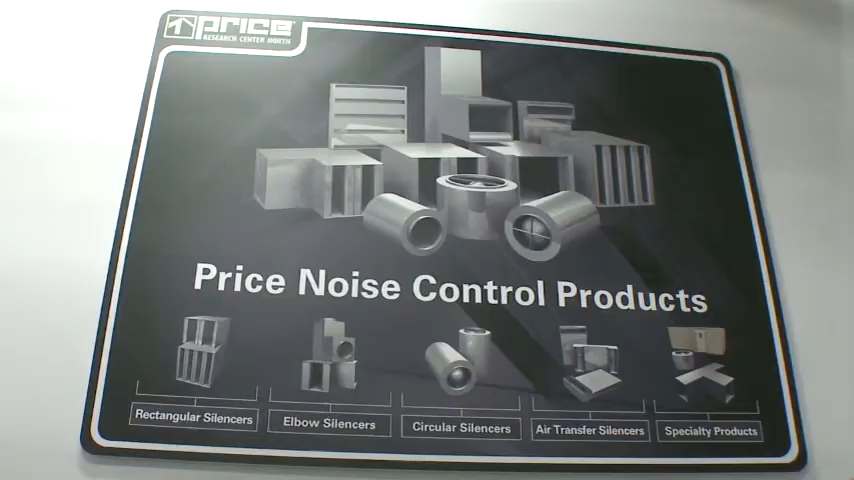 price
RESEARCH CENTER NORTH
Price Noise Control Products
Rectangular Silencers
Elbow Silencers
Circular Silencers
Air Transfer Silencers
Specialty Products